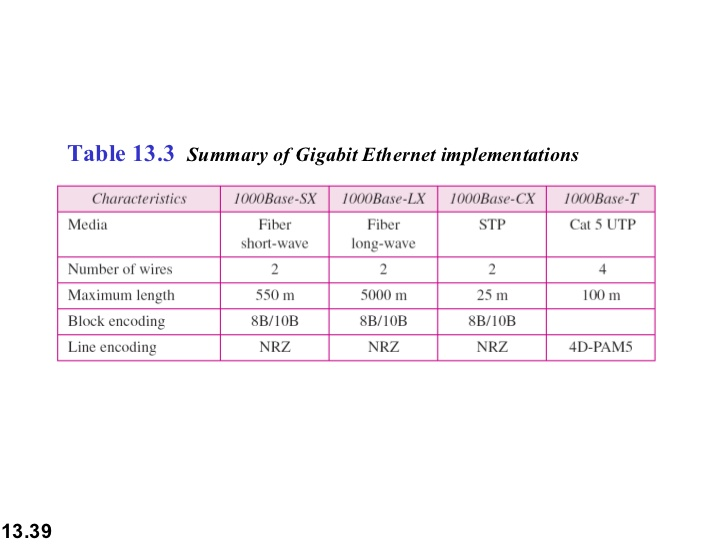 Table 13.3 Summary of Gigabit Ethernet implementations
Characteristics 1000Base-SX 1000Base-LX 1000Base-CX 1000Base-T
Media Fiber short-wave Fiber long-wave STP Cat 5 UTP
Number of wires 2 2 2 4
Maximum length 550 m 5000 m 25 m 100 m
Block encoding 8B/10B 8B/10B 8B/10B
Line encoding NRZ NRZ NRZ 4D-PAM5
13.39